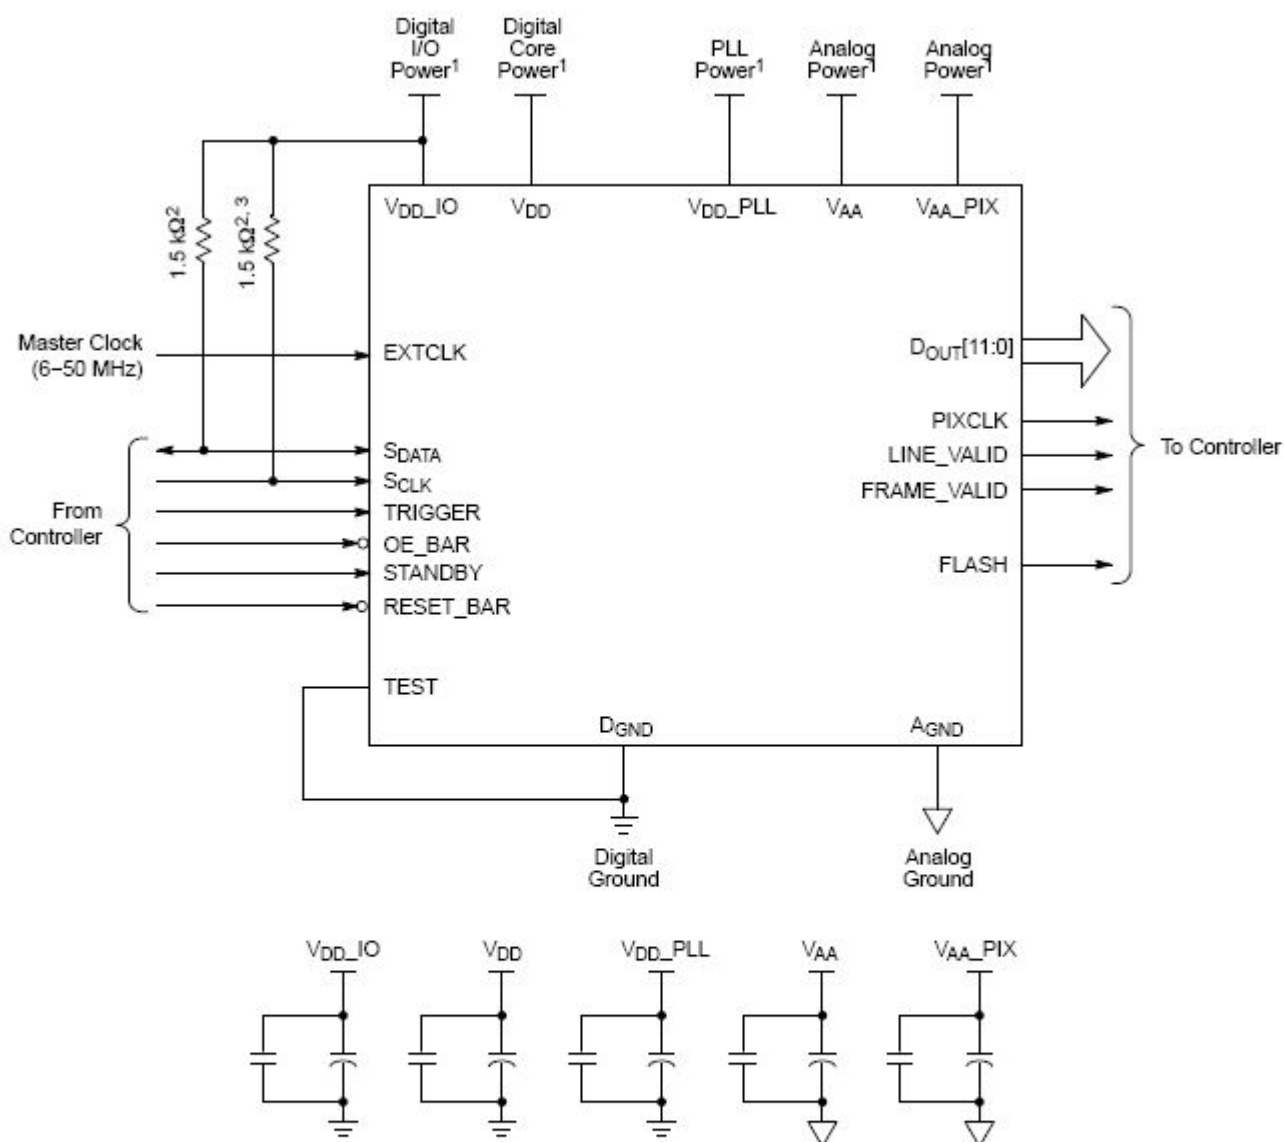 Digital
I/O
Power1
Digital
Core
Power1
PLL
Power1
Analog
Power1
Analog
Power1
1.5 kΩ2
1.5 kΩ2, 3
VDD_IO
VDD
VDD_PLL
VAA
VAA_PIX
Master Clock
(6–50 MHz)
EXTCLK
DOUT[11:0]
PIXCLK
LINE_VALID
FRAME_VALID
FLASH
To Controller
From
Controller
SDATA
SCLK
TRIGGER
OE_BAR
STANDBY
RESET_BAR
TEST
DGND
AGND
Digital
Ground
Analog
Ground
VDD_IO
VDD
VDD_PLL
VAA
VAA_PIX